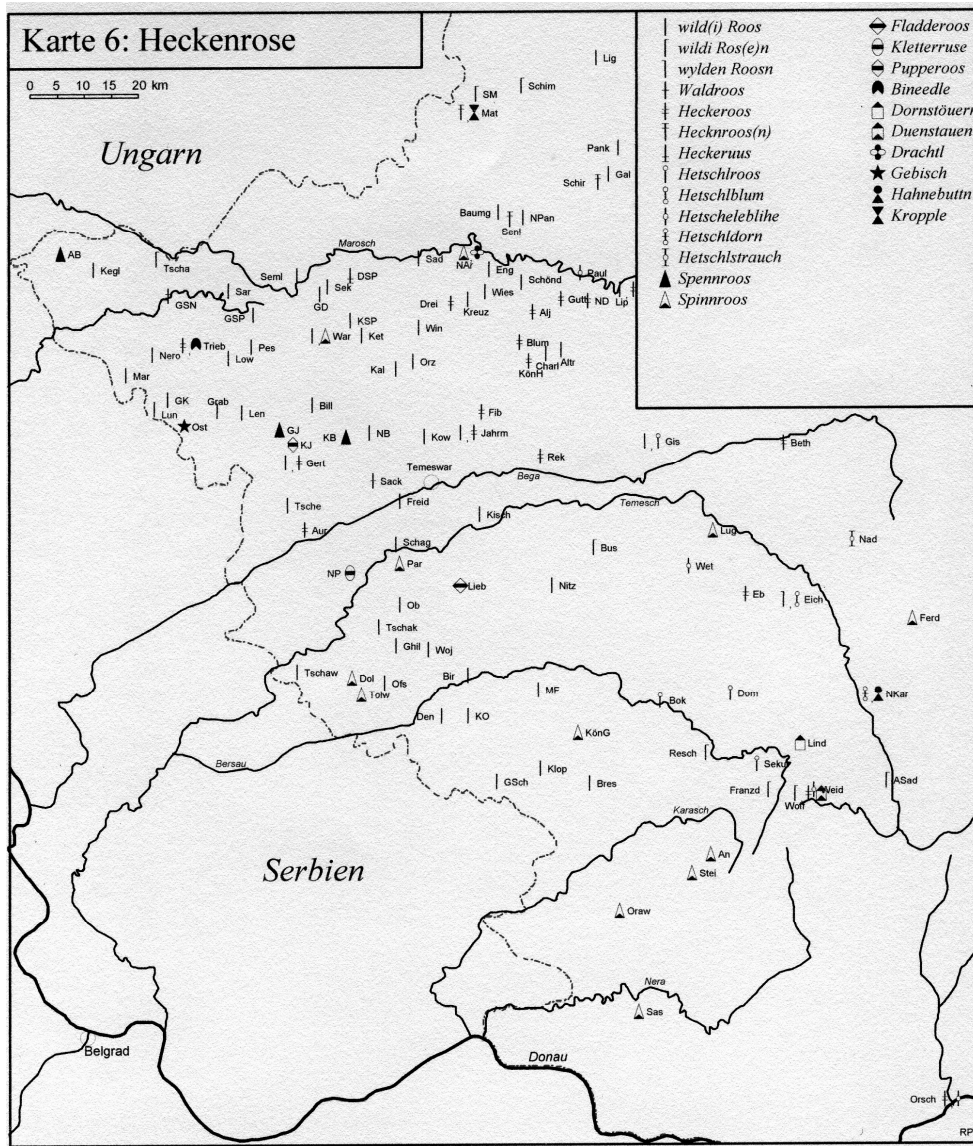 Karte 6: Heckenrose
0 5 10 15 20 km
Ungarn
Serbien
wild(i) Roos
wildi Ros(e)n
wylden Roosn
Waldroos
Heckeroos
Hecknroos(n)
Heckeruus
Hetschlroos
Hetschlblum
Hetscheleblihe
Hetschldorn
Hetschlstrauch
Spennroos
Spinnroos
Fladderoos
Kletterruse
Pupperoos
Bineedle
Dornstöuern
Duenstauen
Drachtl
Gebisch
Hahnebuttn
Kropple
Lig
Schim
SM
Mat
Pank
Gal
Schir
Baumg
NPan
Marosch
AB
Kegl
Tscha
Seml
DSP
Sad
NAr
Eng
Paul
Schönd
GSN
Sar
Sek
GD
Drei
Kreuz
Wies
Gutt
ND
Lip
Alj
GSP
KSP
War
Ket
Win
Nero
Trieb
Low
Pes
Kal
Orz
Blum
KönH
Charl
Altr
Mar
GK
Lun
Ost
Grab
Len
Bill
Fib
GJ
KJ
KB
NB
Kow
Jahrm
Gis
Beth
Gert
Rek
Temeswar
Bega
Sack
Tsche
Freid
Kisch
Temesch
Aur
Schag
Par
Bus
Lug
Nad
NP
Lieb
Nitz
Wet
Eb
Eich
Ob
Ferd
Tschak
Ghil
Woj
Tschaw
Dol
Tolw
Ofs
Bir
MF
Bok
Dom
NKar
Den
KO
KönG
Lind
Resch
Seku
Bersau
Klop
GSch
Bres
Franzd
Wolf
Weid
ASad
Karasch
An
Stei
Oraw
Nera
Sas
Belgrad
Donau
Orsch
RP